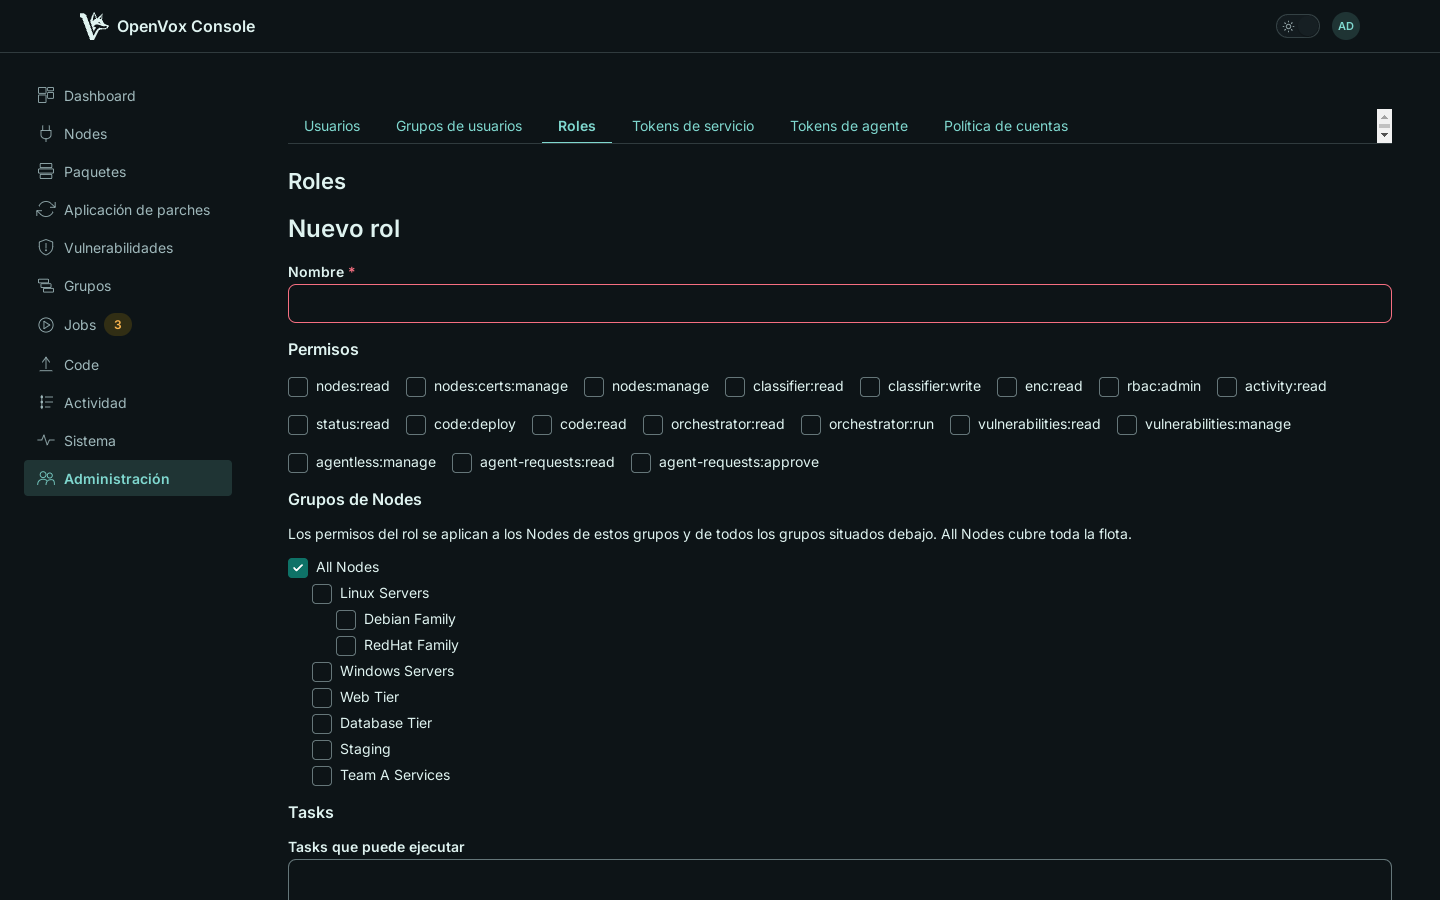 OpenVox Console
AD
Dashboard
Nodes
Paquetes
Aplicación de parches
Vulnerabilidades
Grupos
Jobs 3
Code
Actividad
Sistema
Administración
Usuarios Grupos de usuarios Roles Tokens de servicio Tokens de agente Política de cuentas
Roles
Nuevo rol
Nombre *
Permisos
nodes:read nodes:certs:manage nodes:manage classifier:read classifier:write enc:read rbac:admin activity:read
status:read code:deploy code:read orchestrator:read orchestrator:run vulnerabilities:read vulnerabilities:manage
agentless:manage agent-requests:read agent-requests:approve
Grupos de Nodes
Los permisos del rol se aplican a los Nodes de estos grupos y de todos los grupos situados debajo. All Nodes cubre toda la flota.
All Nodes
Linux Servers
Debian Family
RedHat Family
Windows Servers
Web Tier
Database Tier
Staging
Team A Services
Tasks
Tasks que puede ejecutar